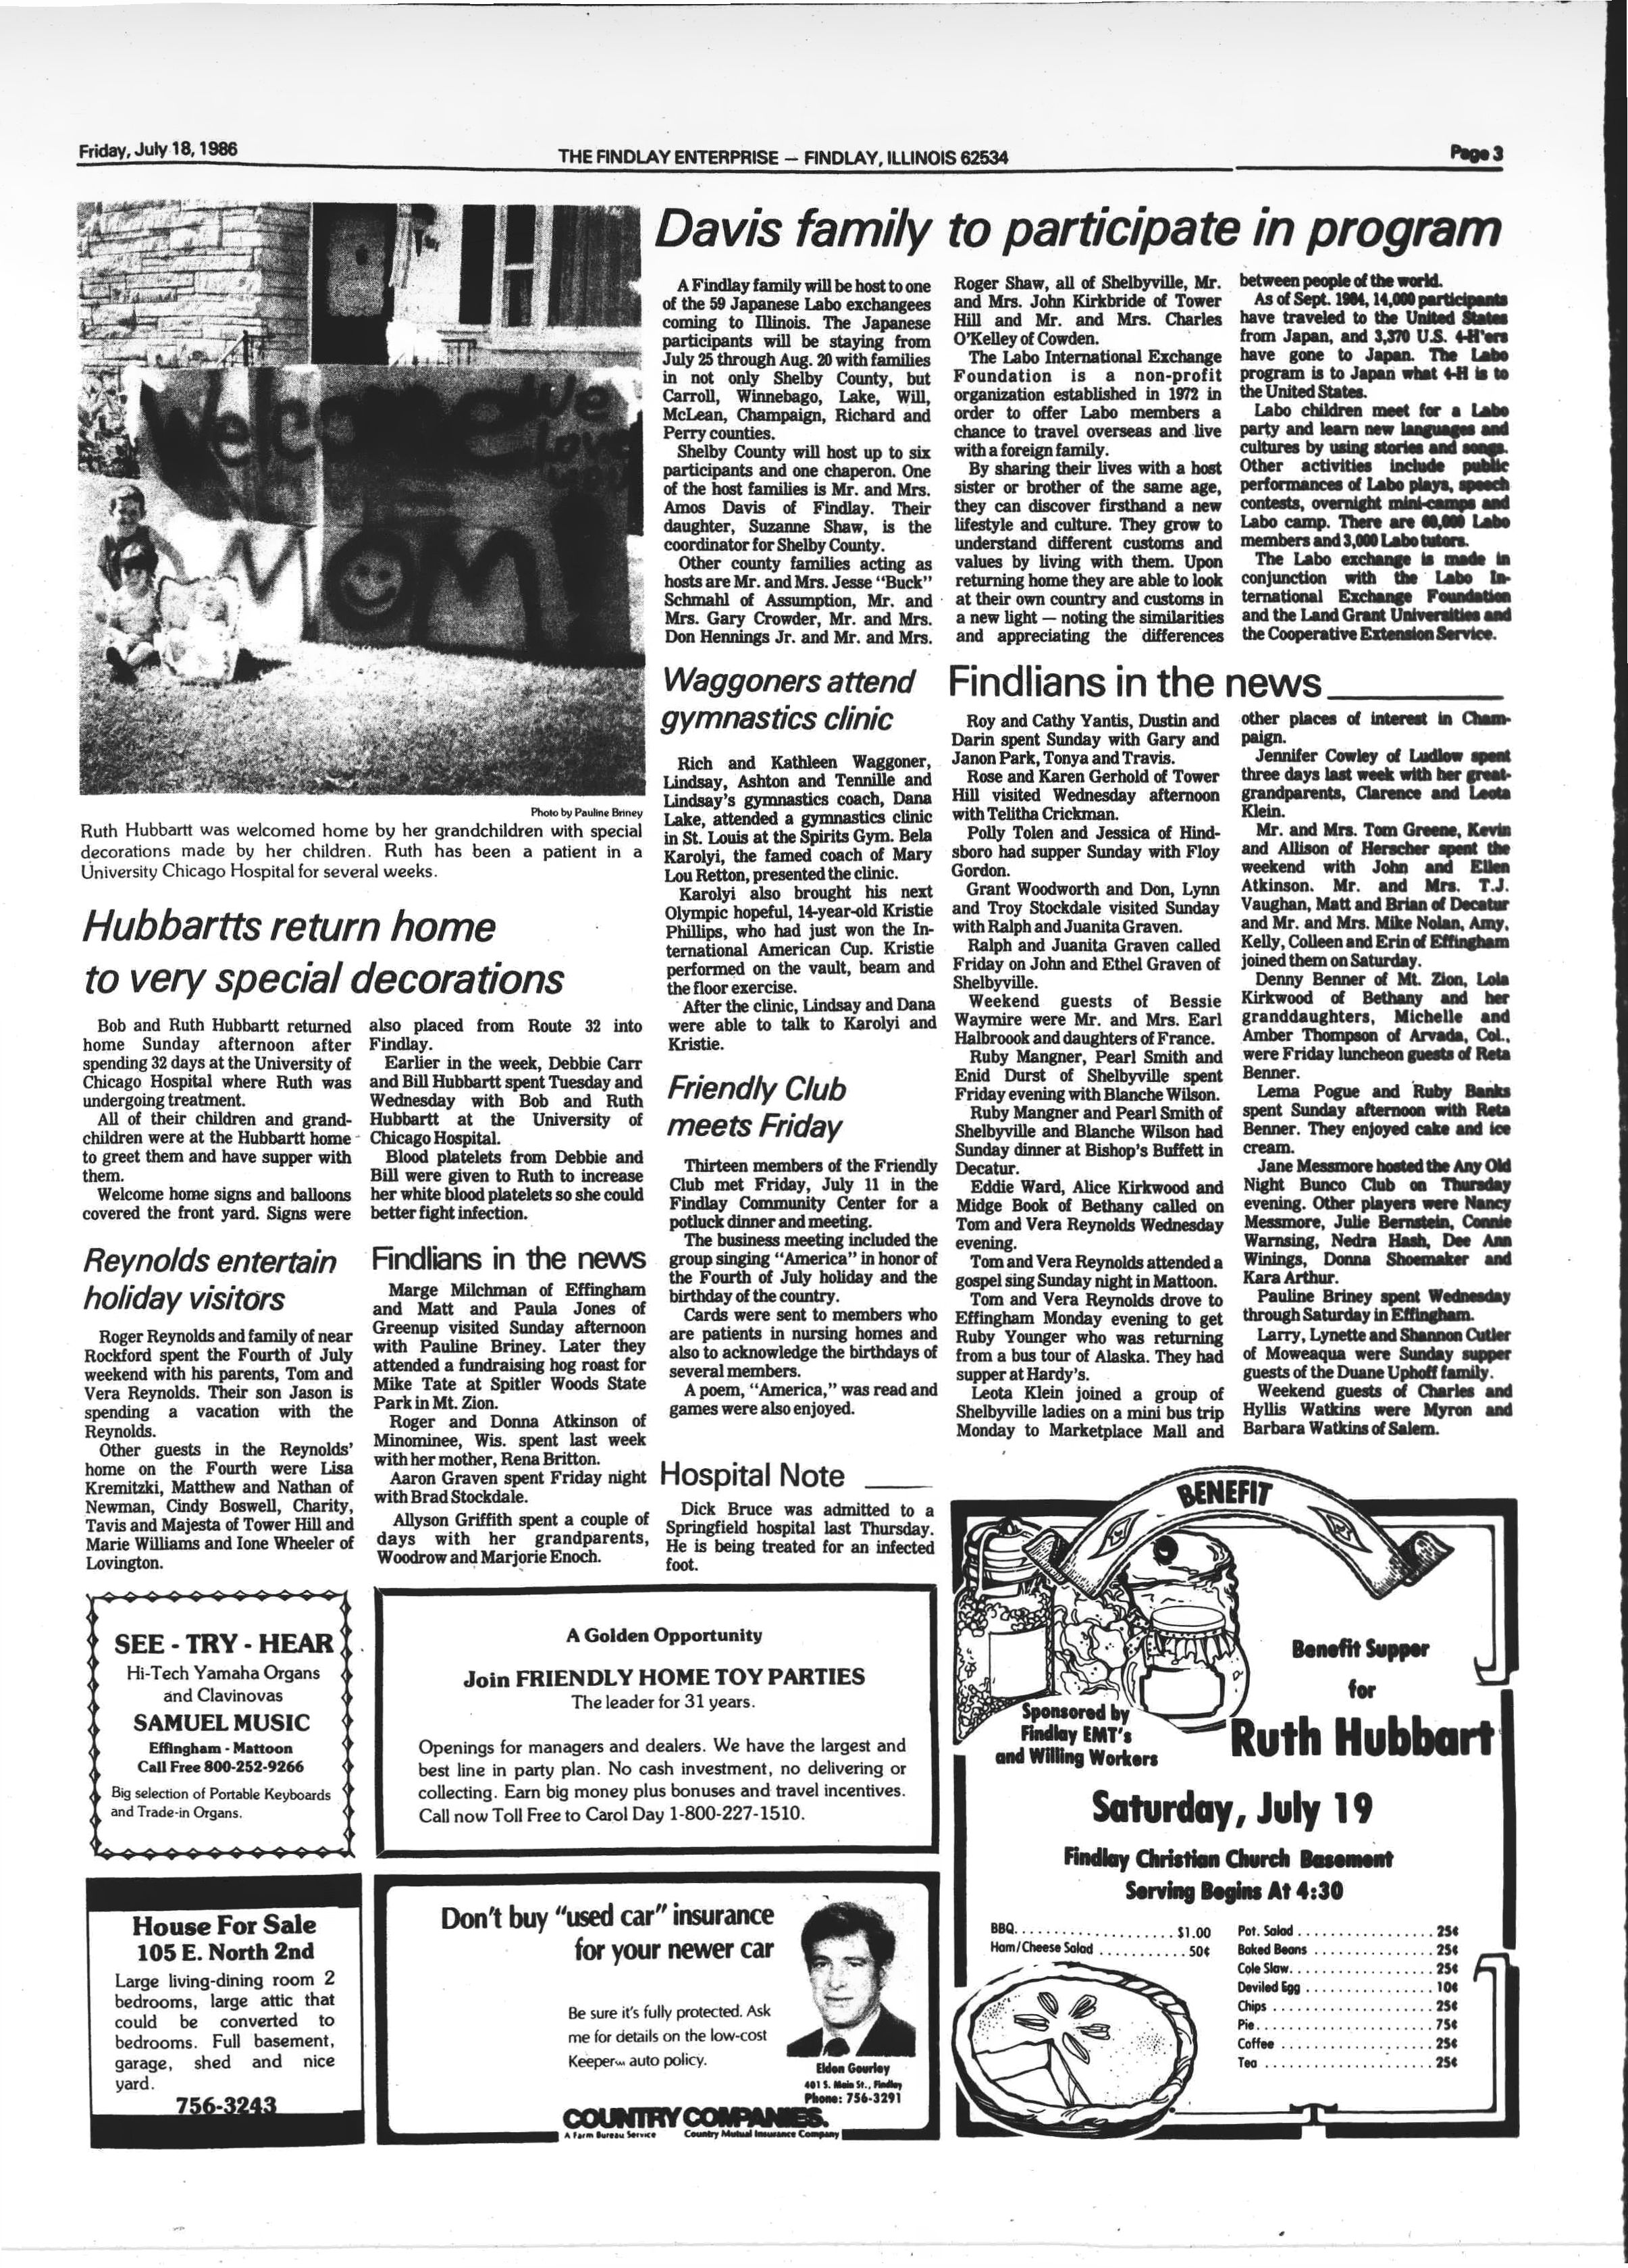 Friday, July 18, 1986
THE FINDLAY ENTERPRISE — FINDLAY, ILLINOIS 62534
Page 3
Welcome
We
Love
MOM
Photo by Pauline Briney
Ruth Hubbartt was welcomed home by her grandchildren with special
decorations made by her children. Ruth has been a patient in a
University Chicago Hospital for several weeks.
Davis family to participate in program
A Findlay family will be host to one
of the 59 Japanese Labo exchangees
coming to Illinois. The Japanese
participants will be staying from
July 25 through Aug. 20 with families
in not only Shelby County, but
Carroll, Winnebago, Lake, Will,
McLean, Champaign, Richard and
Perry counties.
Shelby County will host up to six
participants and one chaperon. One
of the host families is Mr. and Mrs.
Amos Davis of Findlay. Their
daughter, Suzanne Shaw, is the
coordinator for Shelby County.
Other county families acting as
hosts are Mr. and Mrs. Jesse "Buck"
Schmahl of Assumption, Mr. and
Mrs. Gary Crowder, Mr. and Mrs.
Don Hennings Jr. and Mr. and Mrs.
Roger Shaw, all of Shelbyville, Mr.
and Mrs. John Kirkbride of Tower
Hill and Mr. and Mrs. Charles
O'Kelley of Cowden.
The Labo International Exchange
Foundation is a non-profit
organization established in 1972 in
order to offer Labo members a
chance to travel overseas and live
with a foreign family.
By sharing their lives with a host
sister or brother of the same age,
they can discover firsthand a new
lifestyle and culture. They grow to
understand different customs and
values by living with them. Upon
returning home they are able to look
at their own country and customs in
a new light — noting the similarities
and appreciating the differences
between people of the world.
As of Sept. 1984, 14,000 participants
have traveled to the United States
from Japan, and 3,370 U.S. 4-H'ers
have gone to Japan. The Labo
program is to Japan what 4-H is to
the United States.
Labo children meet for a Labo
party and learn new languages and
cultures by using stories and songs.
Other activities include public
performances of Labo plays, speech
contests, overnight mini-camps and
Labo camp. There are 60,000 Labo
members and 3,000 Labo tutors.
The Labo exchange is made in
conjunction with the Labo In-
ternational Exchange Foundation
and the Land Grant Universities and
the Cooperative Extension Service.
Hubbartts return home
to very special decorations
Bob and Ruth Hubbartt returned
home Sunday afternoon after
spending 32 days at the University of
Chicago Hospital where Ruth was
undergoing treatment.
All of their children and grand-
children were at the Hubbartt home
to greet them and have supper with
them.
Welcome home signs and balloons
covered the front yard. Signs were
also placed from Route 32 into
Findlay.
Earlier in the week, Debbie Carr
and Bill Hubbartt spent Tuesday and
Wednesday with Bob and Ruth
Hubbartt at the University of
Chicago Hospital.
Blood platelets from Debbie and
Bill were given to Ruth to increase
her white blood platelets so she could
better fight infection.
Reynolds entertain
holiday visitors
Roger Reynolds and family of near
Rockford spent the Fourth of July
weekend with his parents, Tom and
Vera Reynolds. Their son Jason is
spending a vacation with the
Reynolds.
Other guests in the Reynolds'
home on the Fourth were Lisa
Kremitzki, Matthew and Nathan of
Newman, Cindy Boswell, Charity,
Tavis and Majesta of Tower Hill and
Marie Williams and Ione Wheeler of
Lovington.
Findlians in the news
Marge Milchman of Effingham
and Matt and Paula Jones of
Greenup visited Sunday afternoon
with Pauline Briney. Later they
attended a fundraising hog roast for
Mike Tate at Spitler Woods State
Park in Mt. Zion.
Roger and Donna Atkinson of
Minominee, Wis. spent last week
with her mother, Rena Britton.
Aaron Graven spent Friday night
with Brad Stockdale.
Allyson Griffith spent a couple of
days with her grandparents,
Woodrow and Marjorie Enoch.
Waggoners attend
gymnastics clinic
Rich and Kathleen Waggoner,
Lindsay, Ashton and Tennille and
Lindsay's gymnastics coach, Dana
Lake, attended a gymnastics clinic
in St. Louis at the Spirits Gym. Bela
Karolyi, the famed coach of Mary
Lou Retton, presented the clinic.
Karolyi also brought his next
Olympic hopeful, 14-year-old Kristie
Phillips, who had just won the In-
ternational American Cup. Kristie
performed on the vault, beam and
the floor exercise.
After the clinic, Lindsay and Dana
were able to talk to Karolyi and
Kristie.
Friendly Club
meets Friday
Thirteen members of the Friendly
Club met Friday, July 11 in the
Findlay Community Center for a
potluck dinner and meeting.
The business meeting included the
group singing "America" in honor of
the Fourth of July holiday and the
birthday of the country.
Cards were sent to members who
are patients in nursing homes and
also to acknowledge the birthdays of
several members.
A poem, "America," was read and
games were also enjoyed.
Hospital Note
Dick Bruce was admitted to a
Springfield hospital last Thursday.
He is being treated for an infected
foot.
Findlians in the news
Roy and Cathy Yantis, Dustin and
Darin spent Sunday with Gary and
Janon Park, Tonya and Travis.
Rose and Karen Gerhold of Tower
Hill visited Wednesday afternoon
with Telitha Crickman.
Polly Tolen and Jessica of Hind-
sboro had supper Sunday with Floy
Gordon.
Grant Woodworth and Don, Lynn
and Troy Stockdale visited Sunday
with Ralph and Juanita Graven.
Ralph and Juanita Graven called
Friday on John and Ethel Graven of
Shelbyville.
Weekend guests of Bessie
Waymire were Mr. and Mrs. Earl
Halbroook and daughters of France.
Ruby Mangner, Pearl Smith and
Enid Durst of Shelbyville spent
Friday evening with Blanche Wilson.
Ruby Mangner and Pearl Smith of
Shelbyville and Blanche Wilson had
Sunday dinner at Bishop's Buffett in
Decatur.
Eddie Ward, Alice Kirkwood and
Midge Book of Bethany called on
Tom and Vera Reynolds Wednesday
evening.
Tom and Vera Reynolds attended a
gospel sing Sunday night in Mattoon.
Tom and Vera Reynolds drove to
Effingham Monday evening to get
Ruby Younger who was returning
from a bus tour of Alaska. They had
supper at Hardy's.
Leota Klein joined a group of
Shelbyville ladies on a mini bus trip
Monday to Marketplace Mall and
other places of interest in Cham-
paign.
Jennifer Cowley of Ludlow spent
three days last week with her great-
grandparents, Clarence and Leota
Klein.
Mr. and Mrs. Tom Greene, Kevin
and Allison of Herscher spent the
weekend with John and Ellen
Atkinson. Mr. and Mrs. T.J.
Vaughan, Matt and Brian of Decatur
and Mr. and Mrs. Mike Nolan, Amy,
Kelly, Colleen and Erin of Effingham
joined them on Saturday.
Denny Benner of Mt. Zion, Lola
Kirkwood of Bethany and her
granddaughters, Michelle and
Amber Thompson of Arvada, Col.,
were Friday luncheon guests of Reta
Benner.
Lema Pogue and Ruby Banks
spent Sunday afternoon with Reta
Benner. They enjoyed cake and ice
cream.
Jane Messmore hosted the Any Old
Night Bunco Club on Thursday
evening. Other players were Nancy
Messmore, Julie Bernstein, Connie
Warnsing, Nedra Hash, Dee Ann
Winings, Donna Shoemaker and
Kara Arthur.
Pauline Briney spent Wednesday
through Saturday in Effingham.
Larry, Lynette and Shannon Cutler
of Moweaqua were Sunday supper
guests of the Duane Uphoff family.
Weekend guests of Charles and
Hyllis Watkins were Myron and
Barbara Watkins of Salem.
SEE - TRY - HEAR
Hi-Tech Yamaha Organs
and Clavinovas
SAMUEL MUSIC
Effingham - Mattoon
Call Free 800-252-9266
Big selection of Portable Keyboards
and Trade-in Organs.
A Golden Opportunity
Join FRIENDLY HOME TOY PARTIES
The leader for 31 years.
Openings for managers and dealers. We have the largest and
best line in party plan. No cash investment, no delivering or
collecting. Earn big money plus bonuses and travel incentives.
Call now Toll Free to Carol Day 1-800-227-1510.
House For Sale
105 E. North 2nd
Large living-dining room 2
bedrooms, large attic that
could be converted to
bedrooms. Full basement,
garage, shed and nice
yard.
756-3243
Don't buy "used car" insurance
for your newer car
Be sure it's fully protected. Ask
me for details on the low-cost
Keeper auto policy.
Eldon Gourley
401 S. Main St., Findlay
Phone: 756-3291
COUNTRY COMPANIES.
A Farm Bureau Service
Country Mutual Insurance Company
BENEFIT
Benefit Supper
for
Ruth Hubbart
Sponsored by
Findlay EMT's
and Willing Workers
Saturday, July 19
Findlay Christian Church Basement
Serving Begins At 4:30
BBQ. . . . . . . . . . . . . . . . . . . . $1.00
Ham/Cheese Salad . . . . . . . . . . . 50¢
Pot. Salad . . . . . . . . . . . . . . . . 25¢
Baked Beans . . . . . . . . . . . . . . 25¢
Cole Slaw. . . . . . . . . . . . . . . . . 25¢
Deviled Egg . . . . . . . . . . . . . . . 10¢
Chips . . . . . . . . . . . . . . . . . . . 25¢
Pie. . . . . . . . . . . . . . . . . . . . . 75¢
Coffee . . . . . . . . . . . . . . . . . . 25¢
Tea . . . . . . . . . . . . . . . . . . . . 25¢